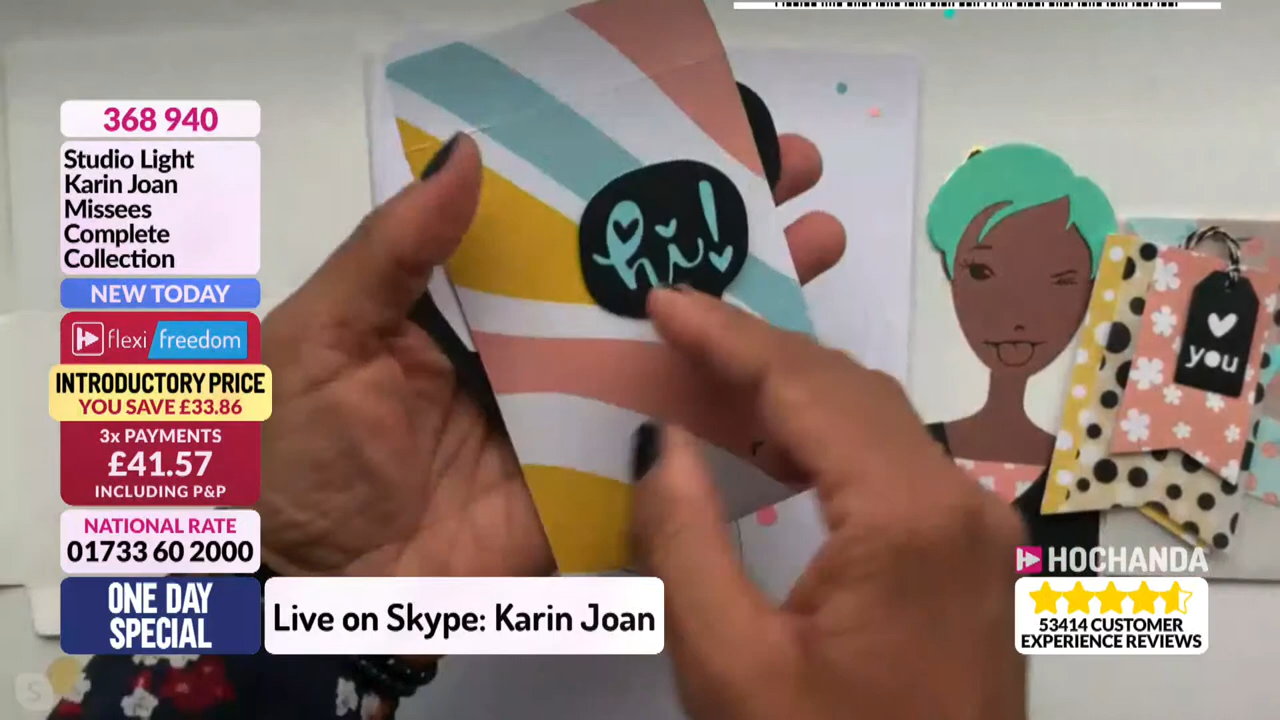 368 940
Studio Light
Karin Joan
Missees
Complete
Collection
NEW TODAY
flexi freedom
INTRODUCTORY PRICE
YOU SAVE £33.86
3x PAYMENTS
£41.57
INCLUDING P&P
NATIONAL RATE
01733 60 2000
ONE DAY
SPECIAL
Live on Skype: Karin Joan
hi!
you
HOCHANDA
53414 CUSTOMER
EXPERIENCE REVIEWS
S